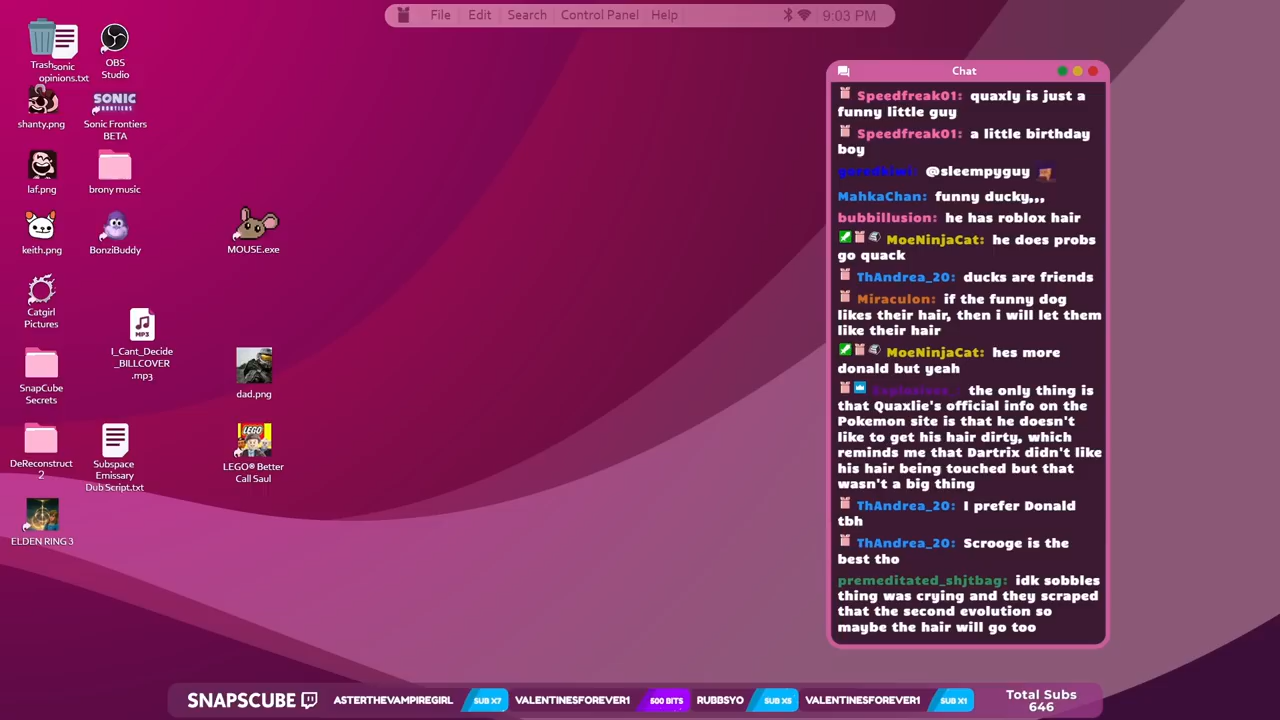 File Edit Search Control Panel Help 9:03 PM
Trash
sonic
opinions.txt
OBS
Studio
shanty.png
SONIC
FRONTIERS
Sonic Frontiers
BETA
laf.png
brony music
keith.png
BonziBuddy
MOUSE.exe
Catgirl
Pictures
MP3
I_Cant_Decide
_BILLCOVER
.mp3
SnapCube
Secrets
dad.png
DeReconstruct
2
Subspace
Emissary
Dub Script.txt
LEGO
LEGO® Better
Call Saul
ELDEN RING 3
Chat
Speedfreak01: quaxly is just a
funny little guy
Speedfreak01: a little birthday
boy
@sleempyguy
MahkaChan: funny ducky,,,
bubbillusion: he has roblox hair
MoeNinjaCat: he does probs
go quack
ThAndrea_20: ducks are friends
Miraculon: if the funny dog
likes their hair, then i will let them
like their hair
MoeNinjaCat: hes more
donald but yeah
the only thing is
that Quaxlie's official info on the
Pokemon site is that he doesn't
like to get his hair dirty, which
reminds me that Dartrix didn't like
his hair being touched but that
wasn't a big thing
ThAndrea_20: I prefer Donald
tbh
ThAndrea_20: Scrooge is the
best tho
premeditated_shjtbag: idk sobbles
thing was crying and they scraped
that the second evolution so
maybe the hair will go too
SNAPSCUBE ASTERTHEVAMPIREGIRL SUB X7 VALENTINESFOREVER1 500 BITS RUBBSYO SUB X5 VALENTINESFOREVER1 SUB X1 Total Subs
646